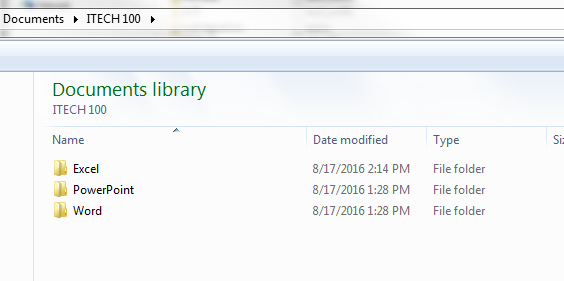 Documents ▸ ITECH 100 ▸
Documents library
ITECH 100
Name Date modified Type Siz
Excel 8/17/2016 2:14 PM File folder
PowerPoint 8/17/2016 1:28 PM File folder
Word 8/17/2016 1:28 PM File folder